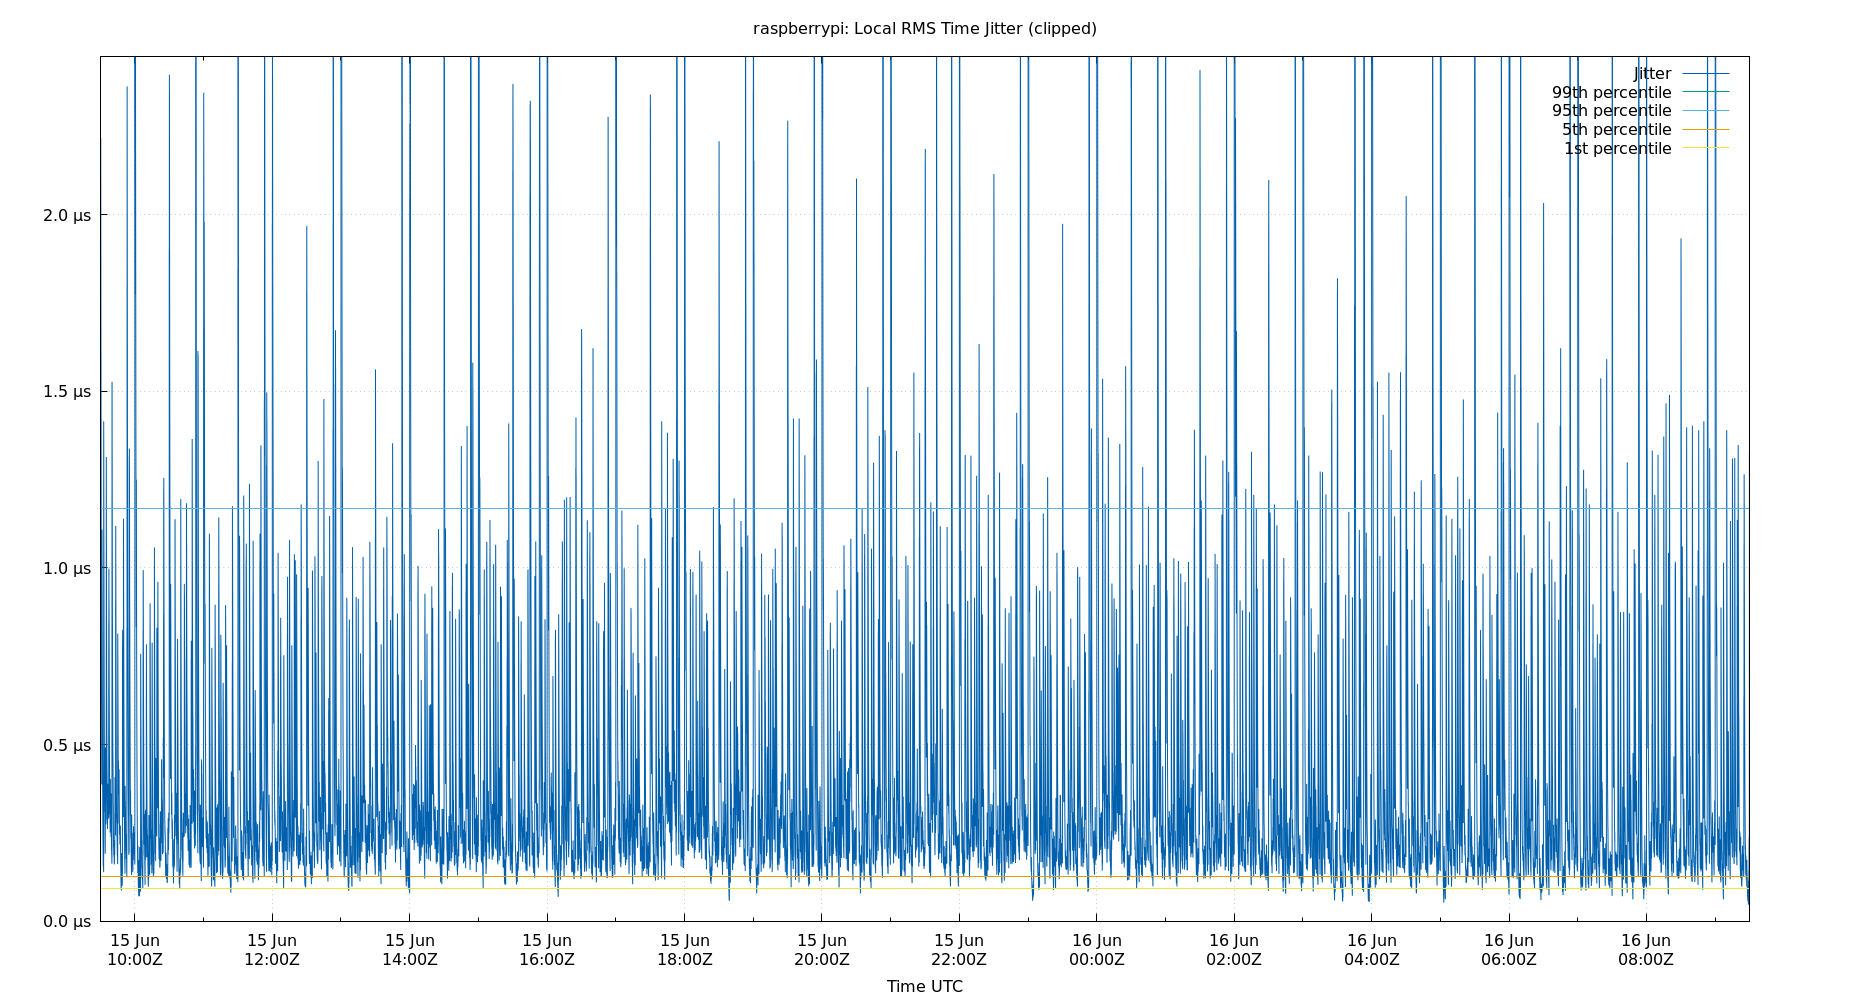 raspberrypi: Local RMS Time Jitter (clipped)
Jitter
99th percentile
95th percentile
5th percentile
1st percentile
2.0 µs
1.5 µs
1.0 µs
0.5 µs
0.0 µs
15 Jun 15 Jun 15 Jun 15 Jun 15 Jun 15 Jun 15 Jun 16 Jun 16 Jun 16 Jun 16 Jun 16 Jun
10:00Z 12:00Z 14:00Z 16:00Z 18:00Z 20:00Z 22:00Z 00:00Z 02:00Z 04:00Z 06:00Z 08:00Z
Time UTC